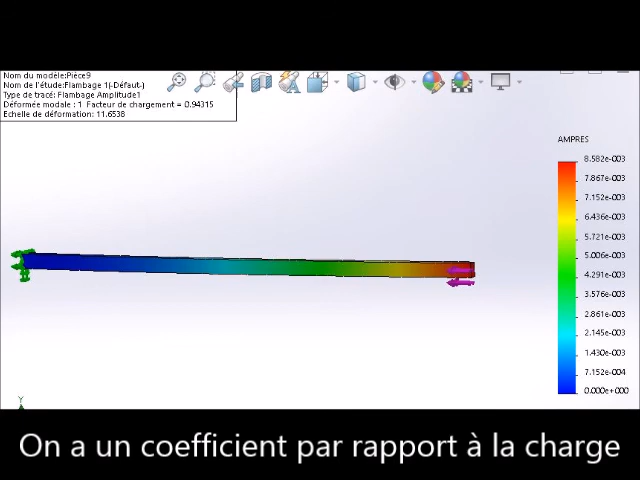 Nom du modèle:Pièce9
Nom de l'étude:Flambage 1(-Défaut-)
Type de tracé: Flambage Amplitude1
Déformée modale : 1 Facteur de chargement = 0.94315
Echelle de déformation: 11.6538
AMPRES
8.582e-003
7.867e-003
7.152e-003
6.436e-003
5.721e-003
5.006e-003
4.291e-003
3.576e-003
2.861e-003
2.145e-003
1.430e-003
7.152e-004
0.000e+000
Y
On a un coefficient par rapport à la charge